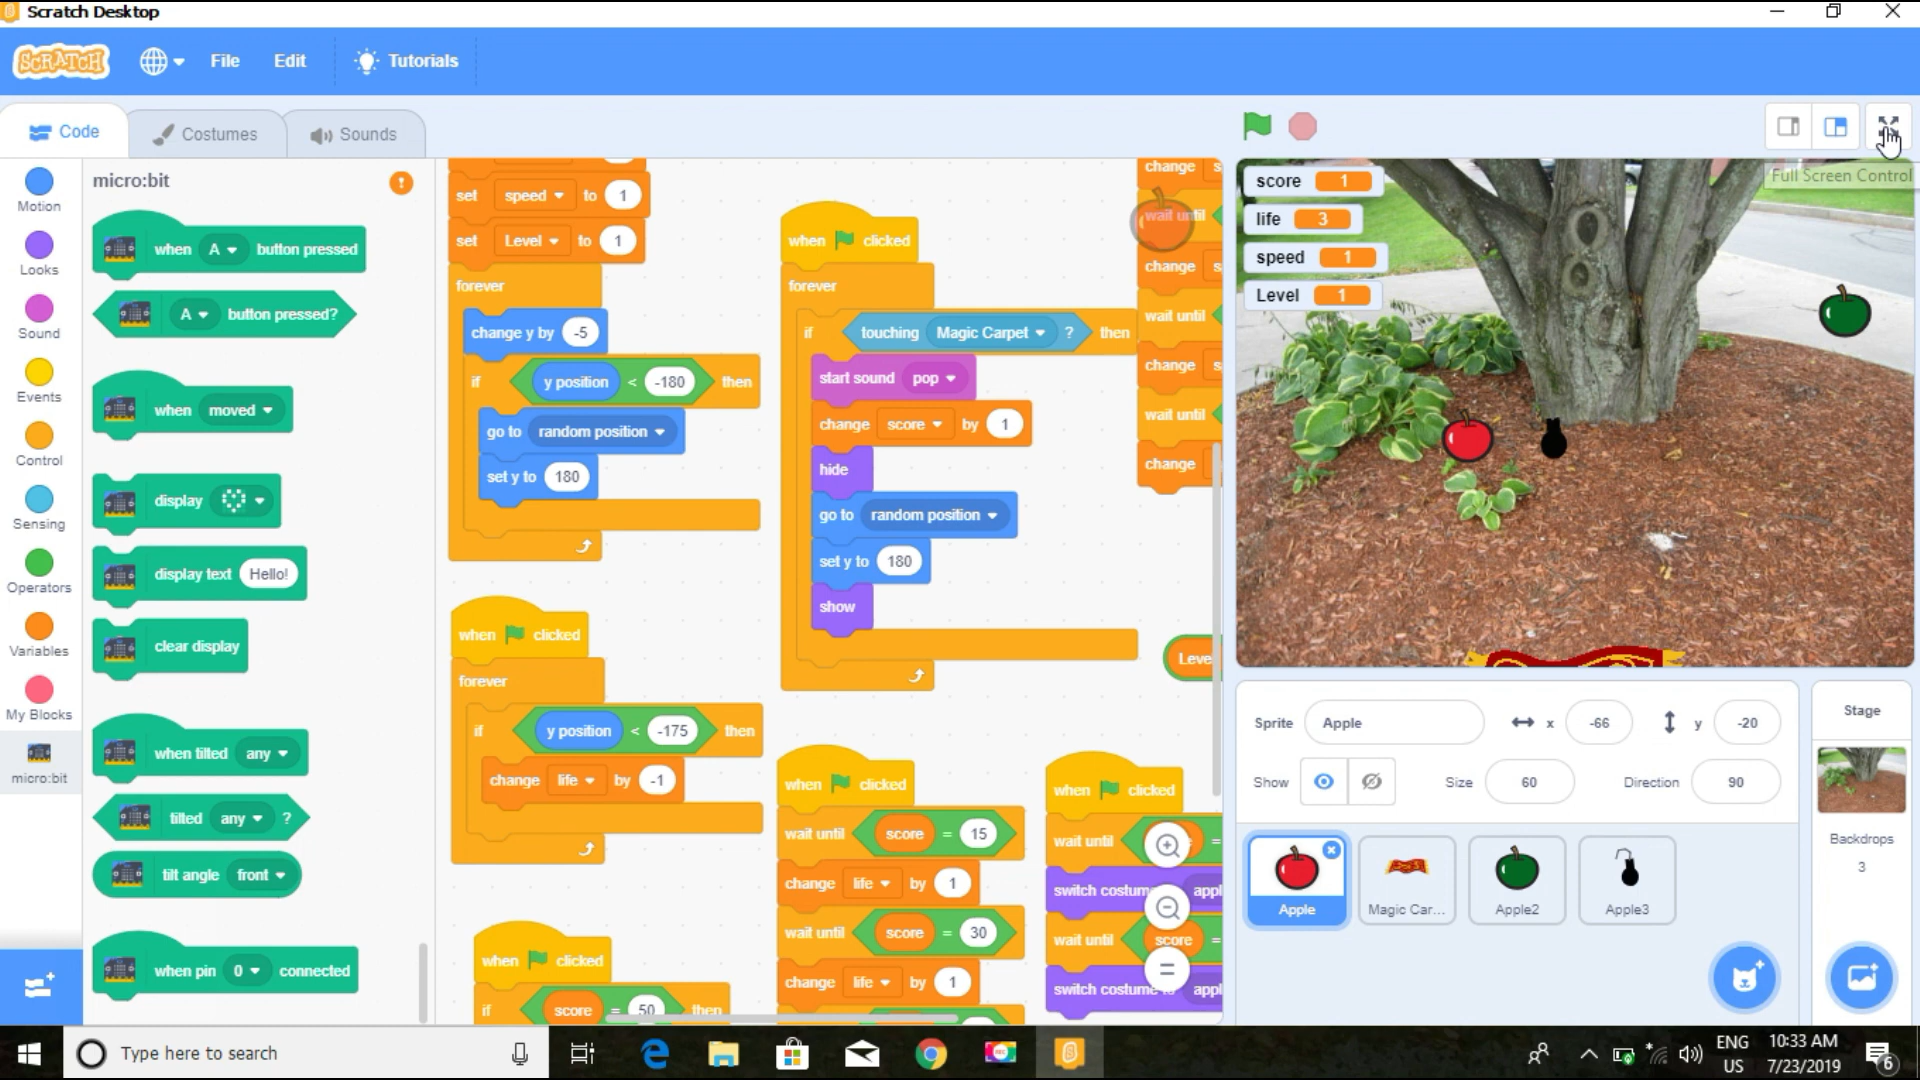 Scratch Desktop
SCRATCH
File
Edit
Tutorials
Code
Costumes
Sounds
Motion
Looks
Sound
Events
Control
Sensing
Operators
Variables
My Blocks
micro:bit
micro:bit
when A button pressed
A button pressed?
when moved
display
display text Hello!
clear display
when tilted any
tilted any ?
tilt angle front
when pin 0 connected
set speed to 1
set Level to 1
forever
change y by -5
if y position < -180 then
go to random position
set y to 180
when clicked
forever
if y position < -175 then
change life by -1
when clicked
if score = 50 then
when clicked
forever
if touching Magic Carpet ? then
start sound pop
change score by 1
hide
go to random position
set y to 180
show
when clicked
wait until score = 15
change life by 1
wait until score = 30
change life by 1
when clicked
wait until =
switch costume appl
wait until score =
switch costume to appl
change s
wait until
change s
wait until
change s
wait until
change
Leve
Full Screen Control
score 1
life 3
speed 1
Level 1
Sprite Apple x -66 y -20
Show Size 60 Direction 90
Apple
Magic Car...
Apple2
Apple3
Stage
Backdrops
3
Type here to search
ENG
US
10:33 AM
7/23/2019
6